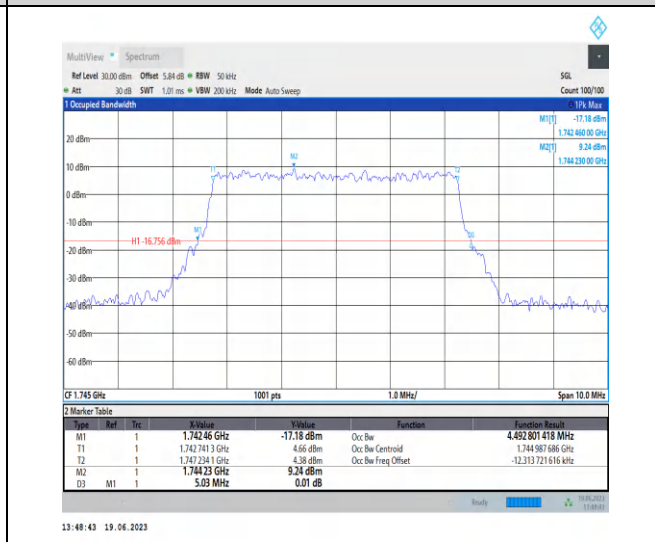 MultiView Spectrum
Ref Level 30.00 dBm Offset 5.84 dB RBW 50 kHz SGL
Att 30 dB SWT 1.01 ms VBW 200 kHz Mode Auto Sweep Count 100/100
1 Occupied Bandwidth 1Pk Max
M1[1] -17.18 dBm
1.742 460 00 GHz
M2[1] 9.24 dBm
1.744 230 00 GHz
20 dBm
M2
10 dBm
T1 T2
0 dBm
-10 dBm
M1 D3
H1 -16.756 dBm
-20 dBm
-30 dBm
-40 dBm
-50 dBm
-60 dBm
CF 1.745 GHz 1001 pts 1.0 MHz/ Span 10.0 MHz
2 Marker Table
Type Ref Trc X-Value Y-Value Function Function Result
M1 1 1.742 46 GHz -17.18 dBm Occ Bw 4.492 801 418 MHz
T1 1 1.742 741 3 GHz 4.66 dBm Occ Bw Centroid 1.744 987 686 GHz
T2 1 1.747 234 1 GHz 4.38 dBm Occ Bw Freq Offset -12.313 721 616 kHz
M2 1 1.744 23 GHz 9.24 dBm
D3 M1 1 5.03 MHz 0.01 dB
Ready 19.06.2023
13:48:43
13:48:43 19.06.2023